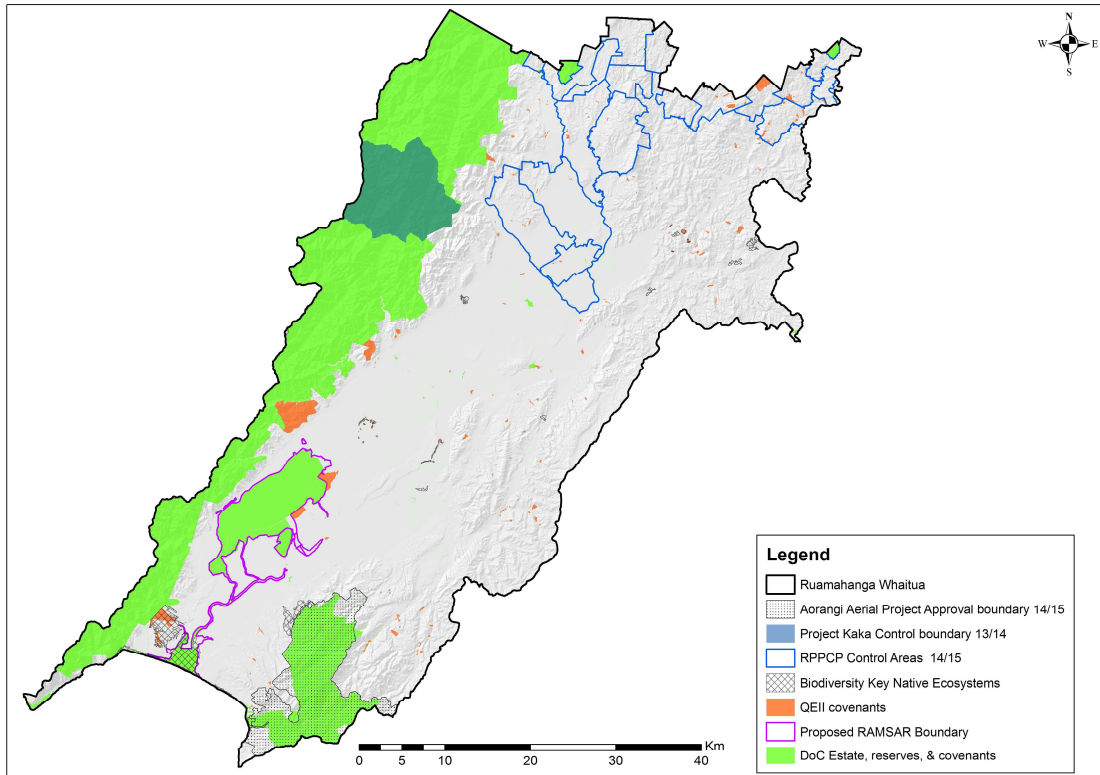 N
W E
S
Legend
Ruamahanga Whaitua
Aorangi Aerial Project Approval boundary 14/15
Project Kaka Control boundary 13/14
RPPCP Control Areas 14/15
Biodiversity Key Native Ecosystems
QEII covenants
Proposed RAMSAR Boundary
DoC Estate, reserves, & covenants
Km
0 5 10 20 30 40